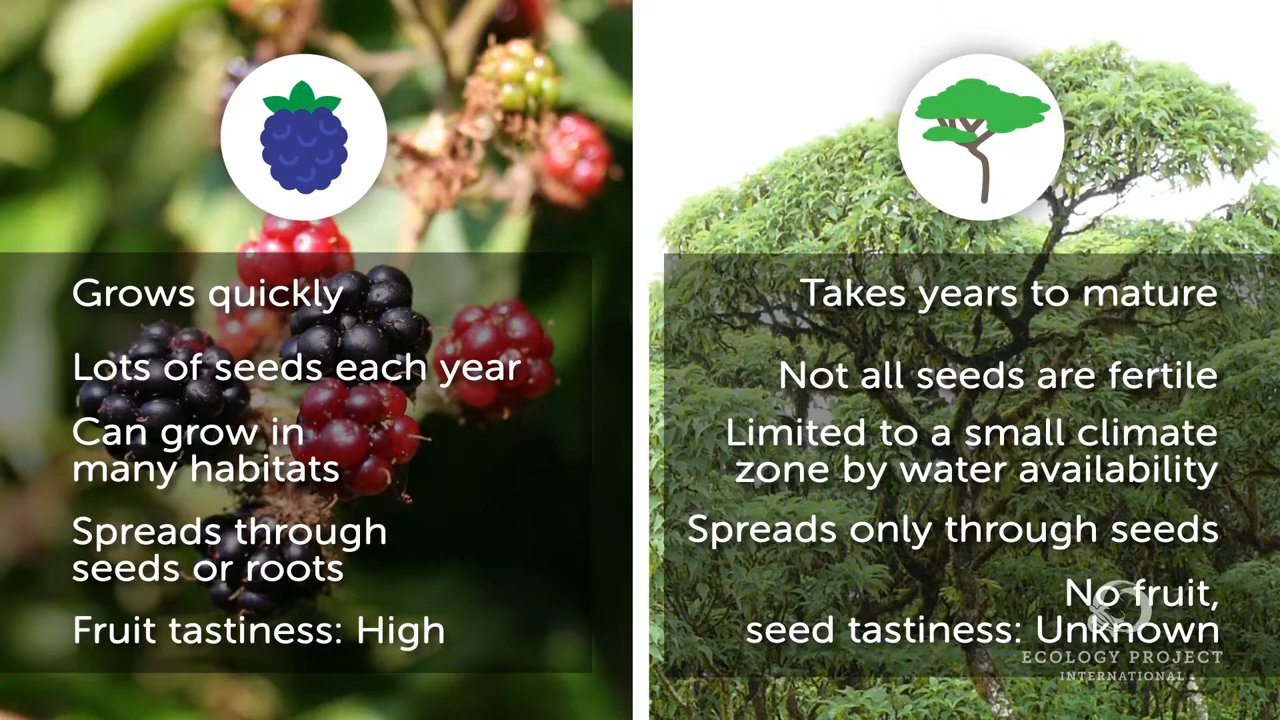 Grows quickly
Lots of seeds each year
Can grow in
many habitats
Spreads through
seeds or roots
Fruit tastiness: High
Takes years to mature
Not all seeds are fertile
Limited to a small climate
zone by water availability
Spreads only through seeds
No fruit,
seed tastiness: Unknown
ECOLOGY PROJECT
INTERNATIONAL